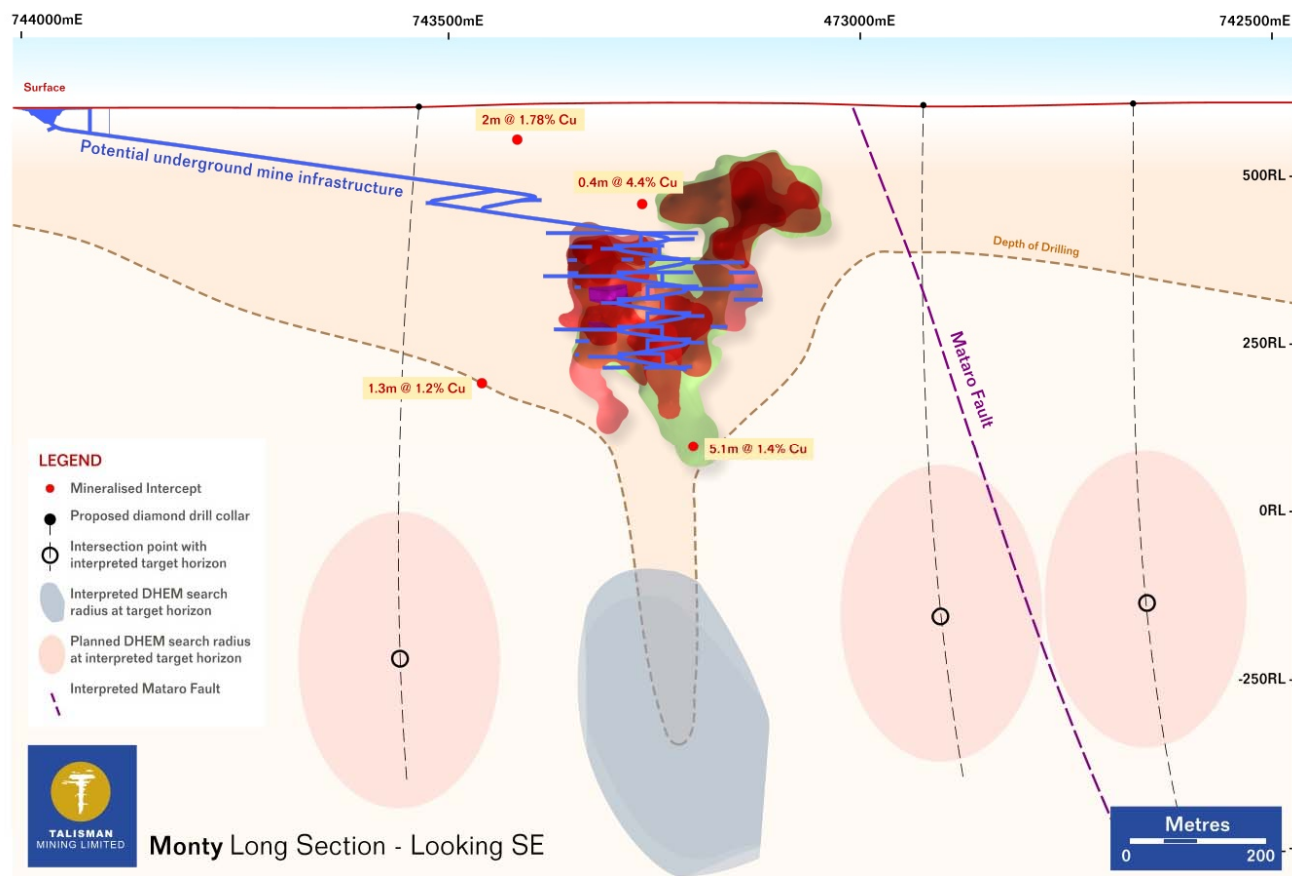 744000mE
743500mE
473000mE
742500mE
Surface
2m @ 1.78% Cu
Potential underground mine infrastructure
0.4m @ 4.4% Cu
500RL
Depth of Drilling
250RL
Mataro Fault
1.3m @ 1.2% Cu
5.1m @ 1.4% Cu
0RL
-250RL
LEGEND
Mineralised Intercept
Proposed diamond drill collar
Intersection point with
interpreted target horizon
Interpreted DHEM search
radius at target horizon
Planned DHEM search radius
at interpreted target horizon
Interpreted Mataro Fault
TALISMAN
MINING LIMITED
Monty Long Section - Looking SE
Metres
0 200